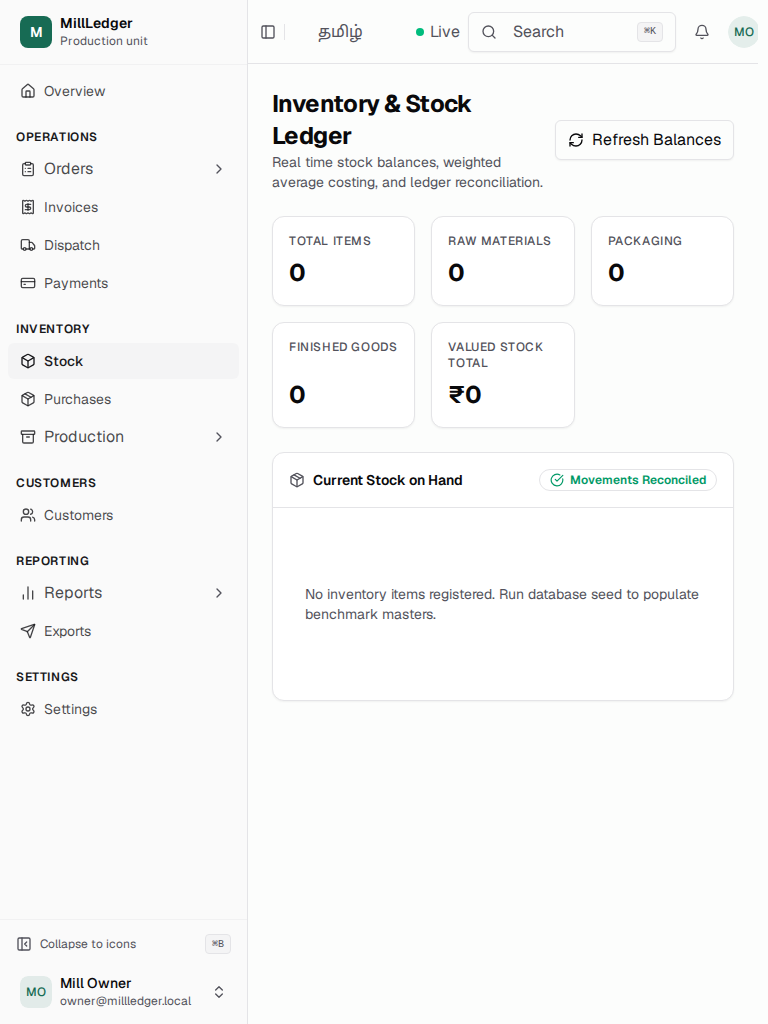 M
MillLedger
Production unit
Overview
OPERATIONS
Orders
Invoices
Dispatch
Payments
INVENTORY
Stock
Purchases
Production
CUSTOMERS
Customers
REPORTING
Reports
Exports
SETTINGS
Settings
Collapse to icons ⌘B
MO
Mill Owner
owner@millledger.local
தமிழ் Live Search ⌘K MO
Inventory & Stock
Ledger
Real time stock balances, weighted
average costing, and ledger reconciliation.
Refresh Balances
TOTAL ITEMS
0
RAW MATERIALS
0
PACKAGING
0
FINISHED GOODS
0
VALUED STOCK
TOTAL
₹0
Current Stock on Hand
Movements Reconciled
No inventory items registered. Run database seed to populate
benchmark masters.